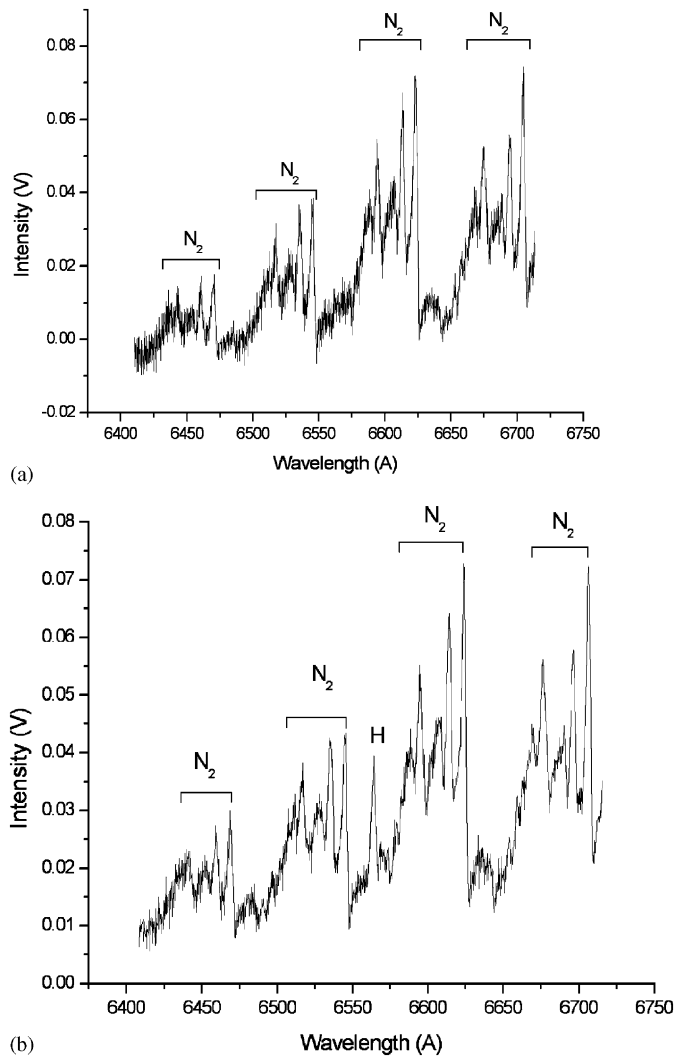 N₂ N₂
0.08
0.06
N₂
0.04
N₂
0.02
0.00
-0.02
Intensity (V)
6400 6450 6500 6550 6600 6650 6700 6750
Wavelength (A)
(a)
N₂ N₂
0.08
0.07
0.06
N₂
0.05
H
0.04
N₂
0.03
0.02
0.01
0.00
Intensity (V)
6400 6450 6500 6550 6600 6650 6700 6750
Wavelength (A)
(b)